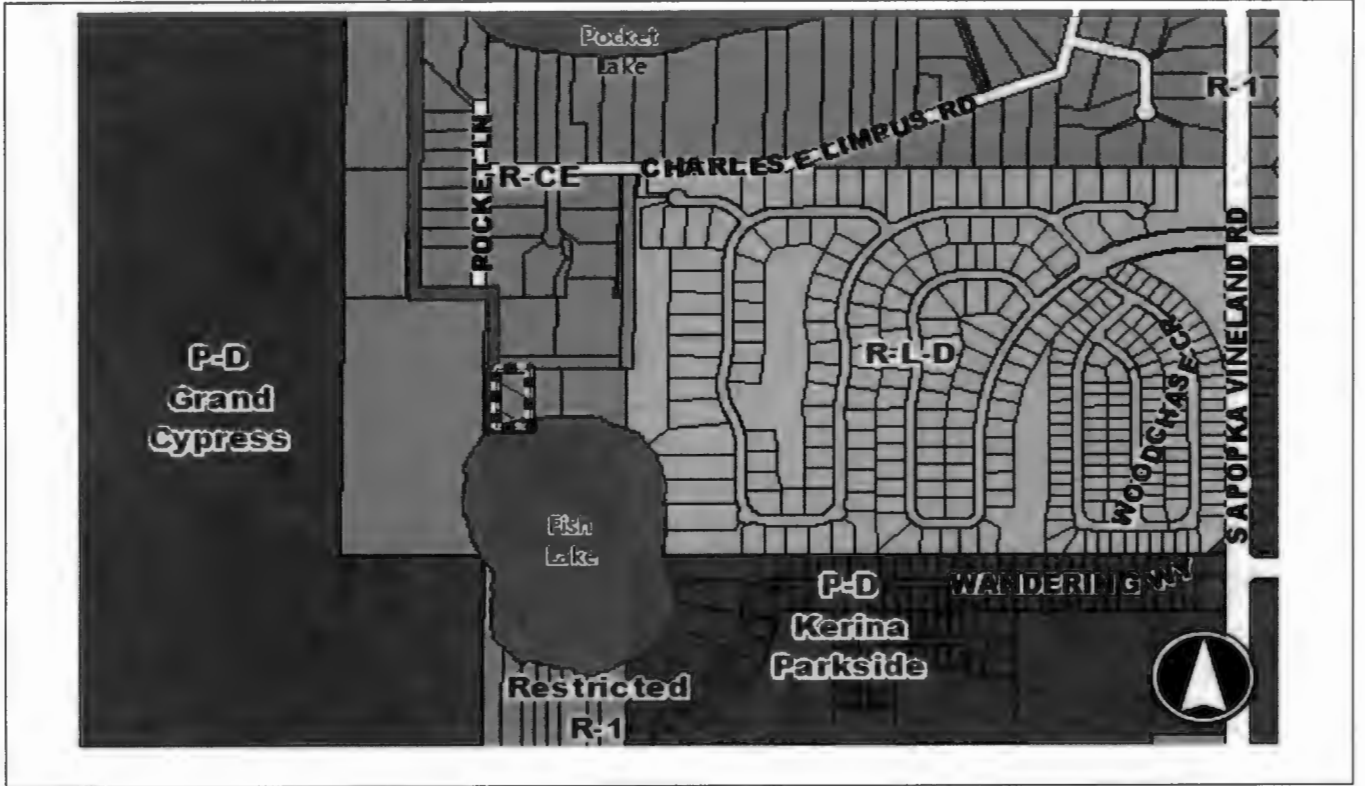 Pocket
Lake
R-1
CHARLES E LIMPUS RD
R-CE
POCKET LN
S APOPKA VINELAND RD
P-D
Grand
Cypress
R-L-D
WOODCHASE CR
Fish
Lake
P-D
Kerina
Parkside
WANDERING WY
Restricted
R-1